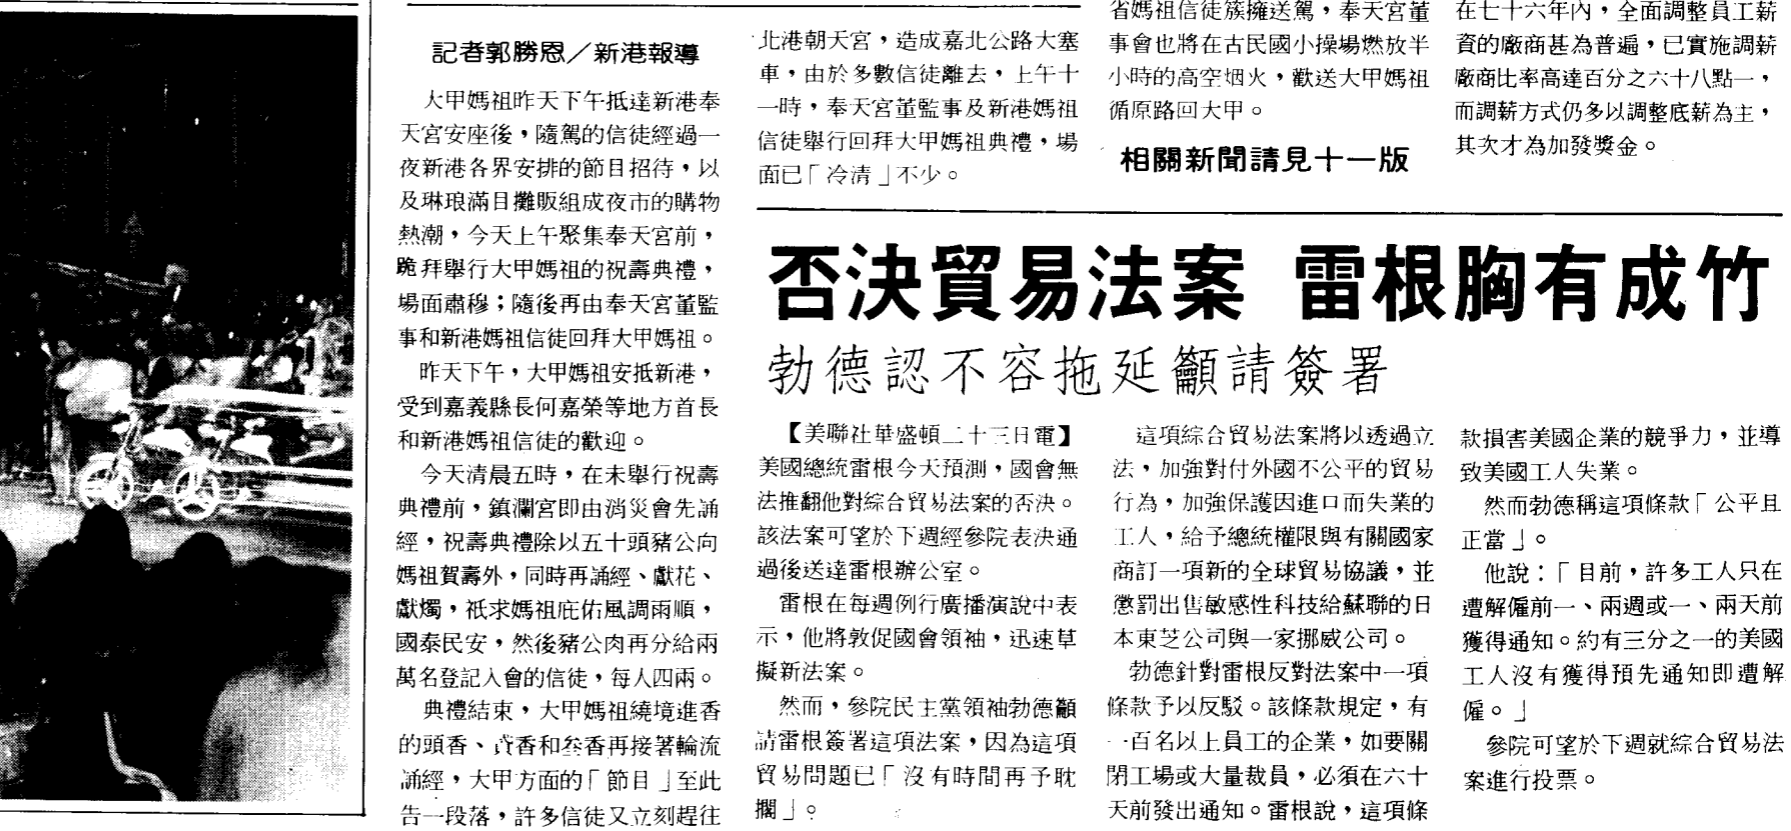 記者郭勝恩／新港報導
大甲媽祖昨天下午抵達新港奉
天宮安座後，隨駕的信徒經過一
夜新港各界安排的節目招待，以
及琳琅滿目攤販組成夜市的購物
熱潮，今天上午聚集奉天宮前，
跪拜舉行大甲媽祖的祝壽典禮，
場面肅穆；隨後再由奉天宮董監
事和新港媽祖信徒回拜大甲媽祖。
昨天下午，大甲媽祖安抵新港，
受到嘉義縣長何嘉榮等地方首長
和新港媽祖信徒的歡迎。
今天清晨五時，在未舉行祝壽
典禮前，鎮瀾宮即由消災會先誦
經，祝壽典禮除以五十頭豬公向
媽祖賀壽外，同時再誦經、獻花、
獻燭，祇求媽祖庇佑風調雨順，
國泰民安，然後豬公肉再分給兩
萬名登記入會的信徒，每人四兩。
典禮結束，大甲媽祖繞境進香
的頭香、貳香和叁香再接著輪流
誦經，大甲方面的「節目」至此
告一段落，許多信徒又立刻趕往
北港朝天宮，造成嘉北公路大塞
車，由於多數信徒離去，上午十
一時，奉天宮董監事及新港媽祖
信徒舉行回拜大甲媽祖典禮，場
面已「冷清」不少。
省媽祖信徒簇擁送駕，奉天宮董
事會也將在古民國小操場燃放半
小時的高空烟火，歡送大甲媽祖
循原路回大甲。
相關新聞請見十一版
在七十六年內，全面調整員工薪
資的廠商甚為普遍，已實施調薪
廠商比率高達百分之六十八點一，
而調薪方式仍多以調整底薪為主，
其次才為加發獎金。
否決貿易法案 雷根胸有成竹
勃德認不容拖延籲請簽署
【美聯社華盛頓二十三日電】
美國總統雷根今天預測，國會無
法推翻他對綜合貿易法案的否決。
該法案可望於下週經參院表決通
過後送達雷根辦公室。
雷根在每週例行廣播演說中表
示，他將敦促國會領袖，迅速草
擬新法案。
然而，參院民主黨領袖勃德籲
請雷根簽署這項法案，因為這項
貿易問題已「沒有時間再予耽
擱」。
這項綜合貿易法案將以透過立
法，加強對付外國不公平的貿易
行為，加強保護因進口而失業的
工人，給予總統權限與有關國家
商訂一項新的全球貿易協議，並
懲罰出售敏感性科技給蘇聯的日
本東芝公司與一家挪威公司。
勃德針對雷根反對法案中一項
條款予以反駁。該條款規定，有
一百名以上員工的企業，如要關
閉工場或大量裁員，必須在六十
天前發出通知。雷根說，這項條
款損害美國企業的競爭力，並導
致美國工人失業。
然而勃德稱這項條款「公平且
正當」。
他說：「目前，許多工人只在
遭解僱前一、兩週或一、兩天前
獲得通知。約有三分之一的美國
工人沒有獲得預先通知即遭解
僱。」
參院可望於下週就綜合貿易法
案進行投票。